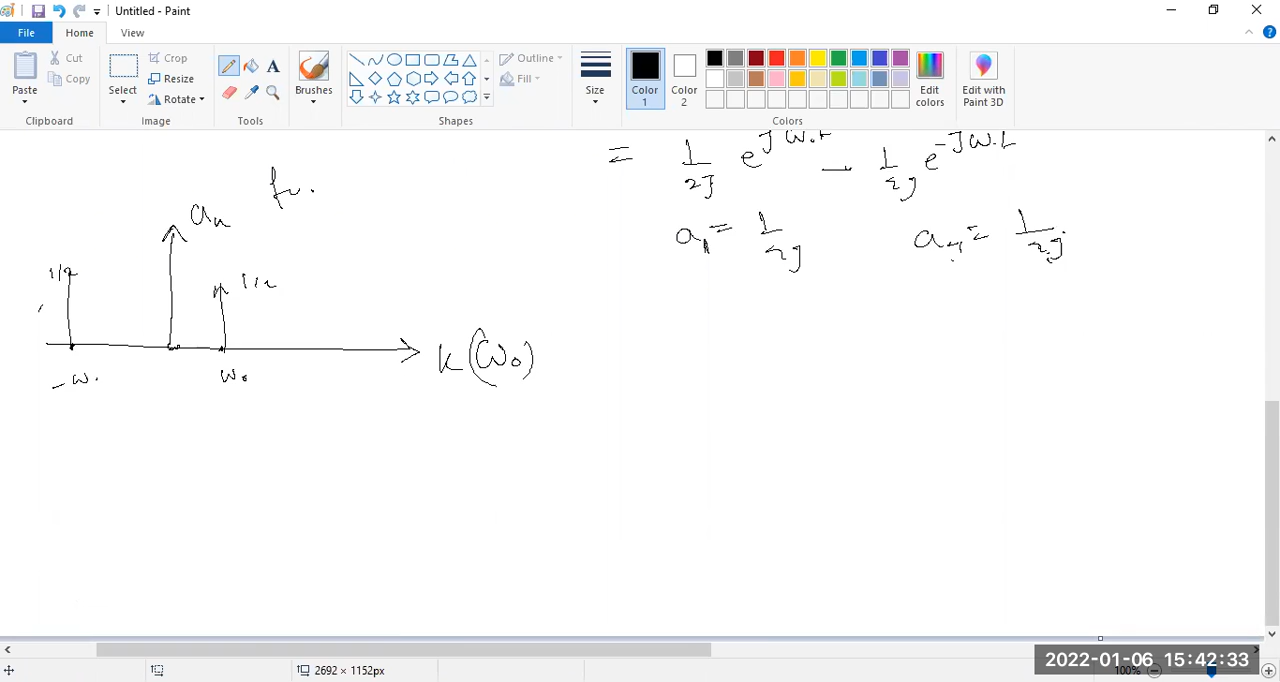 Untitled - Paint
File Home View
Paste Cut Copy
Clipboard
Select Crop Resize Rotate
Image
A
Tools
Brushes
Outline Fill
Shapes
Size
Color 1 Color 2
Edit colors
Colors
Edit with Paint 3D
= 1/2j e^jω₀t — 1/2j e^-jω₀t
a₁ = 1/2j a₋₁ = 1/2j
aₖ
1/2 1/2
k(ω₀)
-ω₀ ω₀
2692 × 1152px
2022-01-06 15:42:33
100%